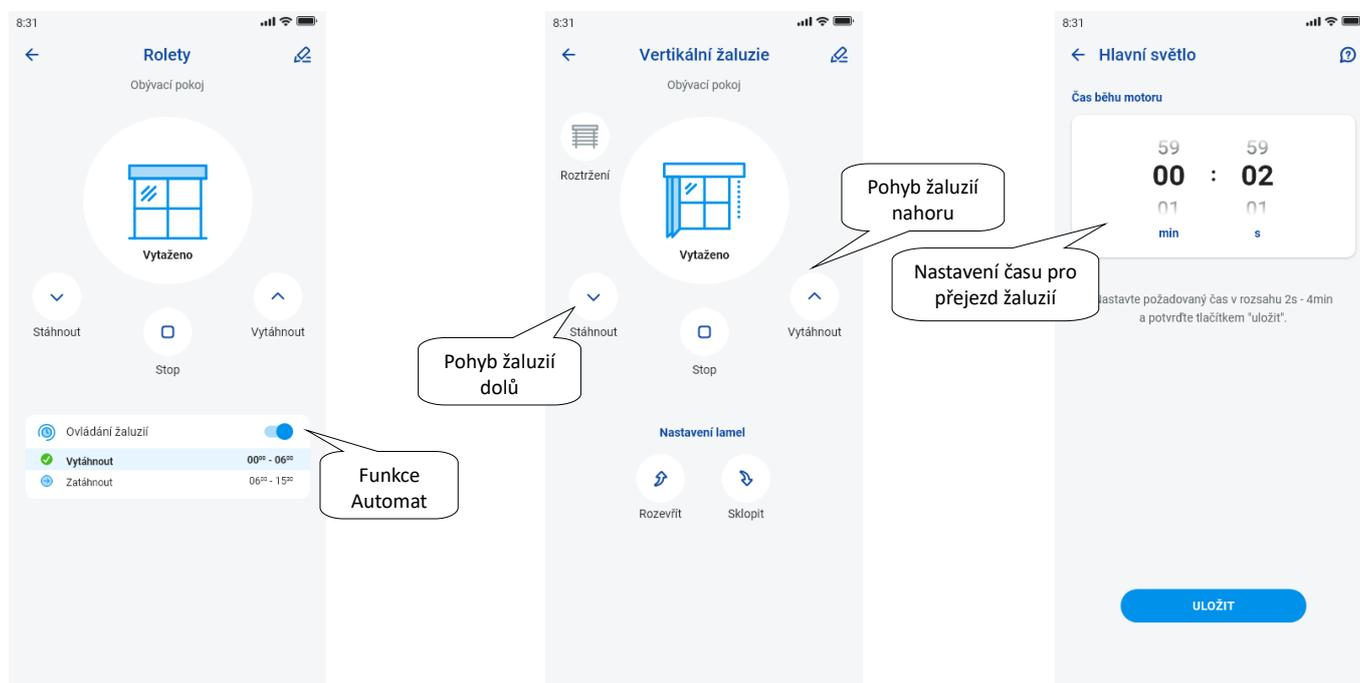 8:31
Rolety
Obývací pokoj
Vytaženo
Stáhnout
Vytáhnout
Stop
Ovládání žaluzií
Vytáhnout 00⁰⁰ - 06⁰⁰
Zatáhnout 06⁰⁰ - 15³⁰
Funkce
Automat
8:31
Vertikální žaluzie
Obývací pokoj
Roztržení
Vytaženo
Stáhnout
Vytáhnout
Stop
Pohyb žaluzií
dolů
Pohyb žaluzií
nahoru
Nastavení lamel
Rozevřít
Sklopit
8:31
Hlavní světlo
Čas běhu motoru
59 59
00 : 02
01 01
min s
Nastavení času pro
přejezd žaluzií
Nastavte požadovaný čas v rozsahu 2s - 4min
a potvrďte tlačítkem "uložit".
ULOŽIT